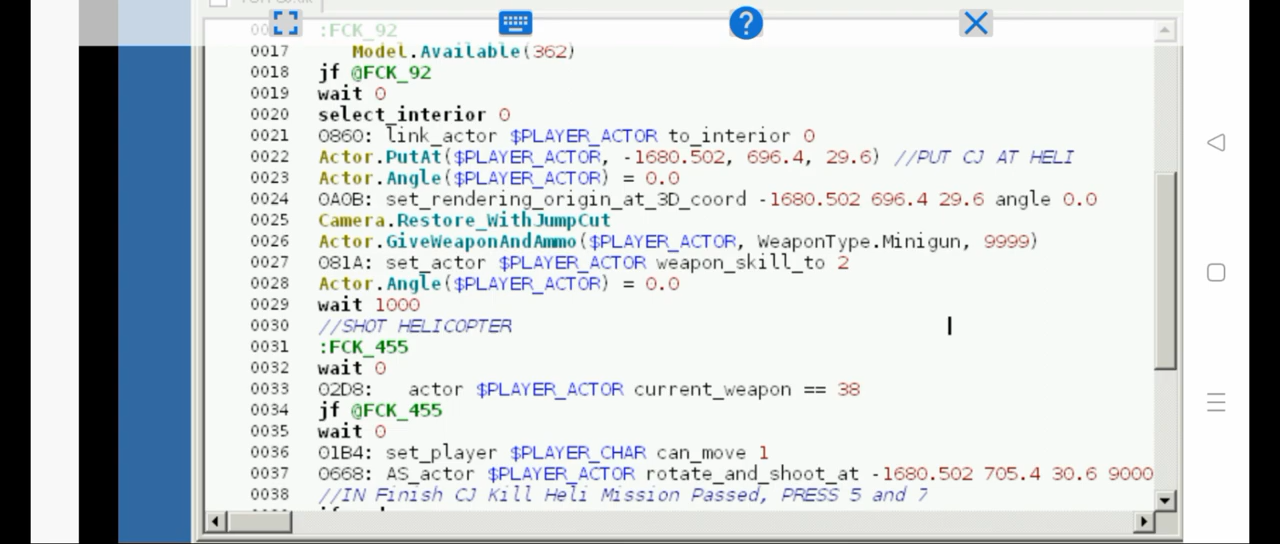 :FCK_92
0017 Model.Available(362)
0018 jf @FCK_92
0019 wait 0
0020 select_interior 0
0021 0860: link_actor $PLAYER_ACTOR to_interior 0
0022 Actor.PutAt($PLAYER_ACTOR, -1680.502, 696.4, 29.6) //PUT CJ AT HELI
0023 Actor.Angle($PLAYER_ACTOR) = 0.0
0024 0A0B: set_rendering_origin_at_3D_coord -1680.502 696.4 29.6 angle 0.0
0025 Camera.Restore_WithJumpCut
0026 Actor.GiveWeaponAndAmmo($PLAYER_ACTOR, WeaponType.Minigun, 9999)
0027 081A: set_actor $PLAYER_ACTOR weapon_skill_to 2
0028 Actor.Angle($PLAYER_ACTOR) = 0.0
0029 wait 1000
0030 //SHOT HELICOPTER
0031 :FCK_455
0032 wait 0
0033 02D8: actor $PLAYER_ACTOR current_weapon == 38
0034 jf @FCK_455
0035 wait 0
0036 01B4: set_player $PLAYER_CHAR can_move 1
0037 0668: AS_actor $PLAYER_ACTOR rotate_and_shoot_at -1680.502 705.4 30.6 9000
0038 //IN Finish CJ Kill Heli Mission Passed, PRESS 5 and 7